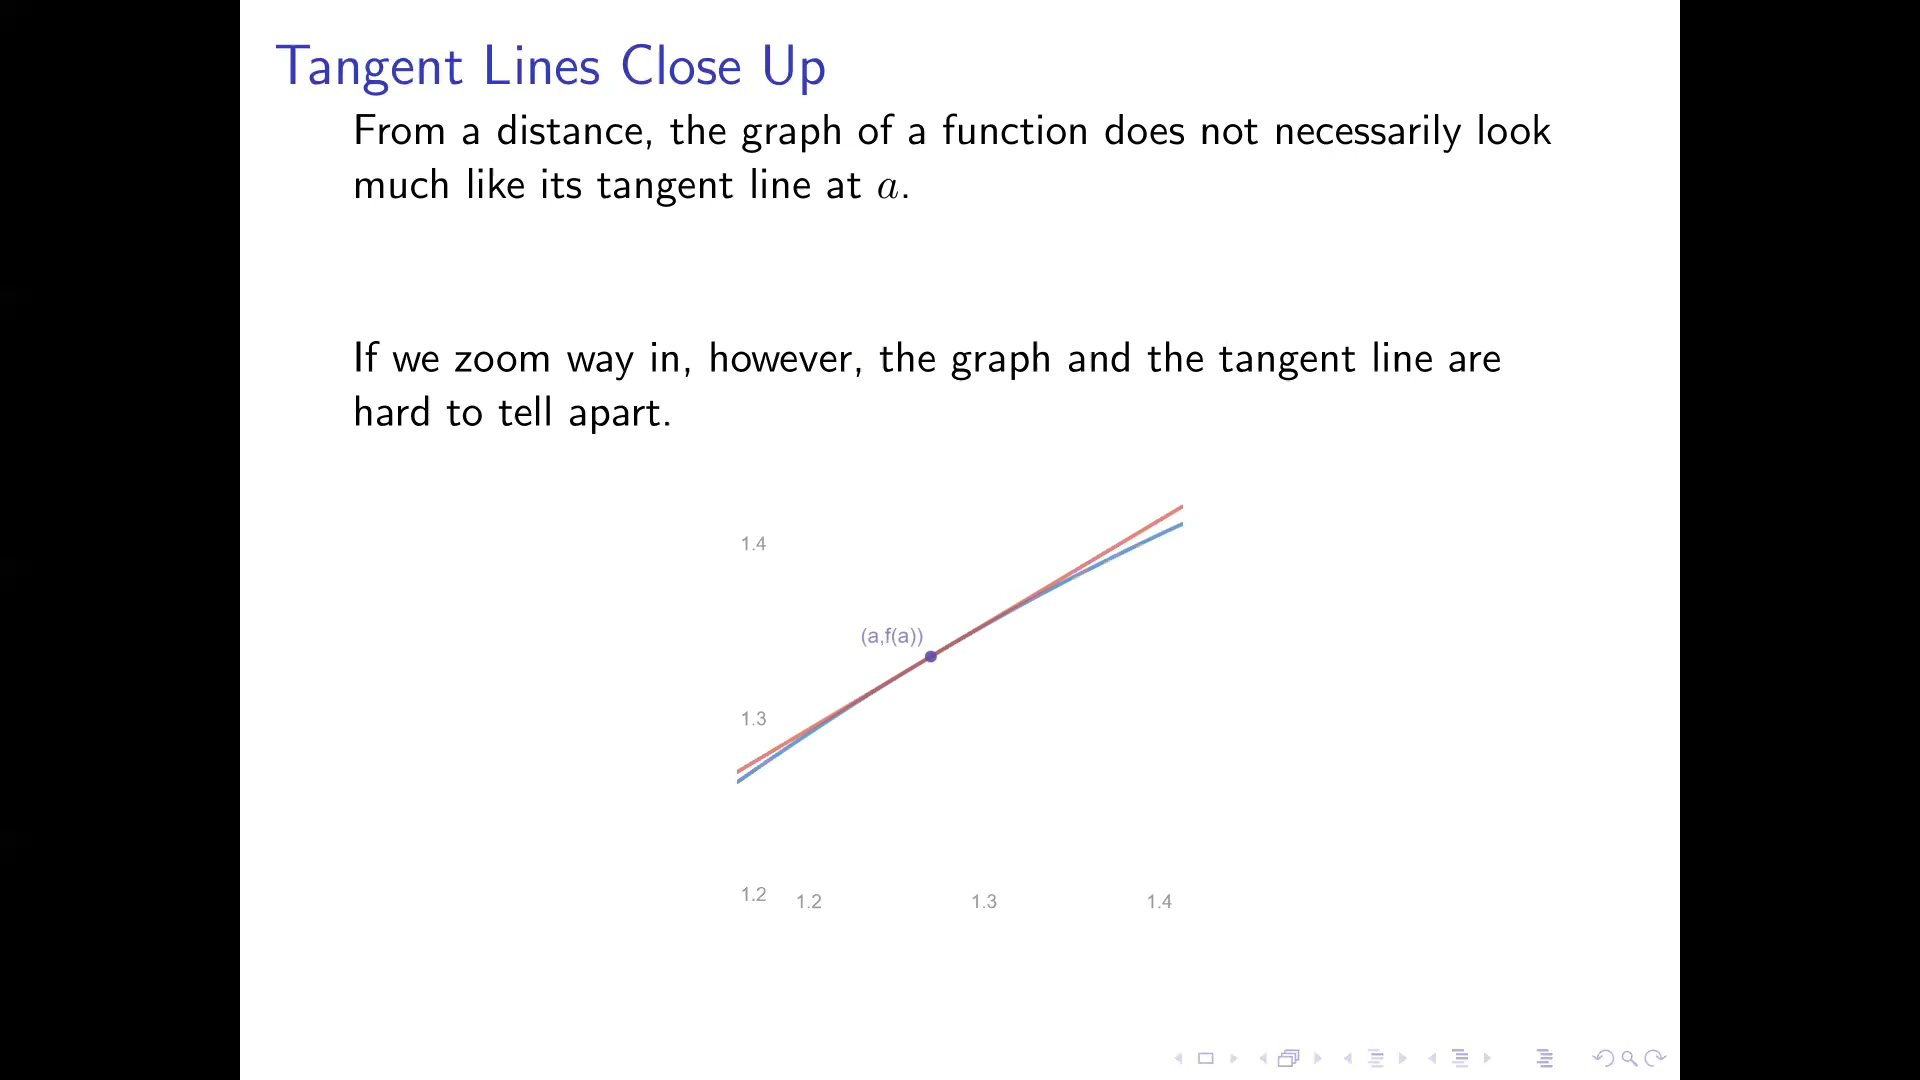 Tangent Lines Close Up
From a distance, the graph of a function does not necessarily look
much like its tangent line at a.
If we zoom way in, however, the graph and the tangent line are
hard to tell apart.
1.4
(a,f(a))
1.3
1.2
1.2 1.3 1.4